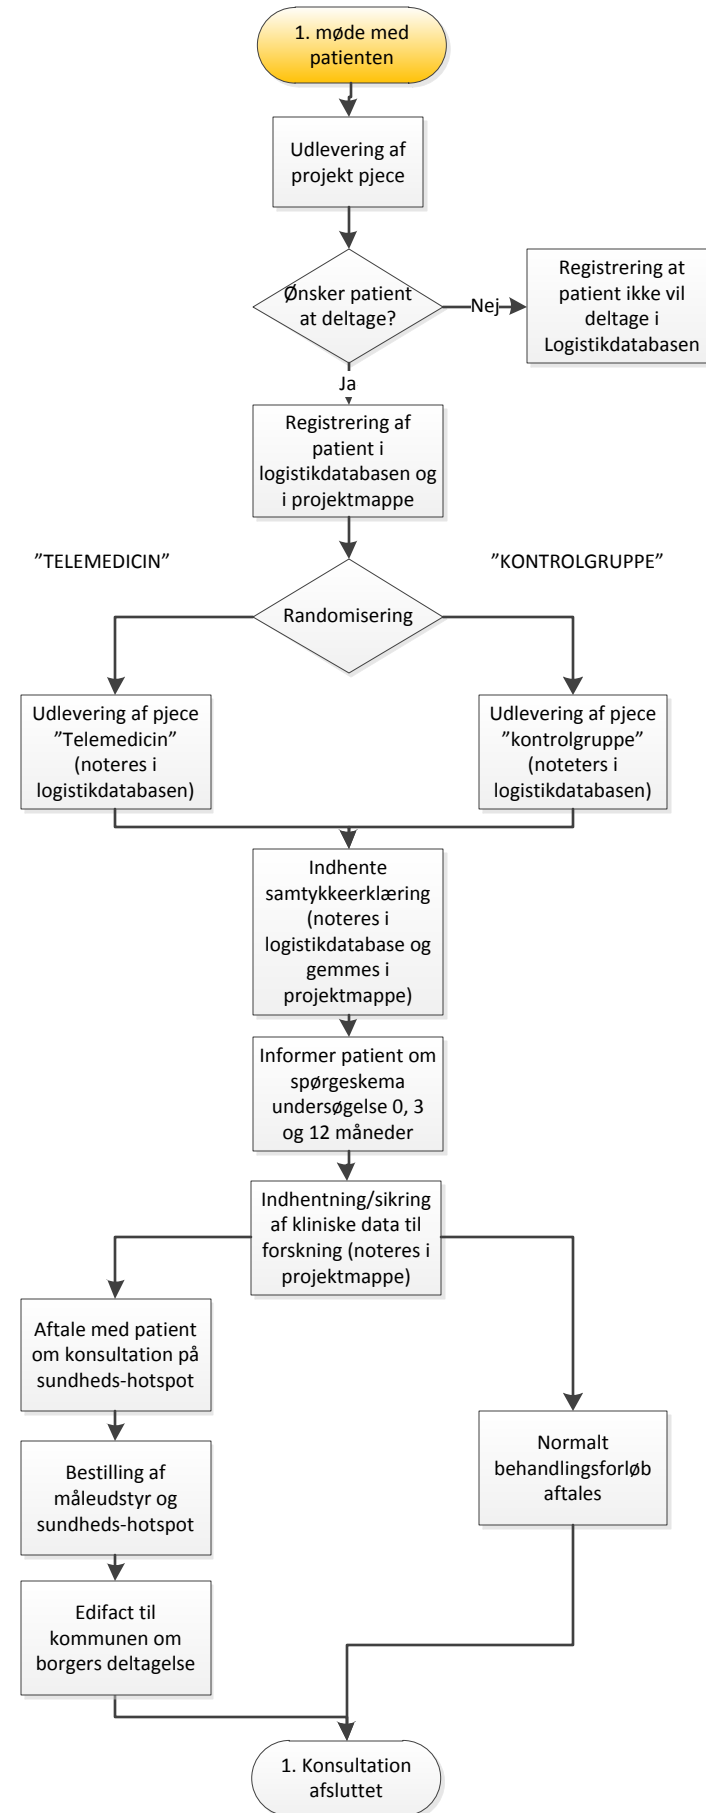 1. møde med
patienten
Udlevering af
projekt pjece
Ønsker patient
at deltage?
Nej
Registrering at
patient ikke vil
deltage i
Logistikdatabasen
Ja
Registrering af
patient i
logistikdatabasen og
i projektmappe
”TELEMEDICIN”
”KONTROLGRUPPE”
Randomisering
Udlevering af pjece
”Telemedicin”
(noteres i
logistikdatabasen)
Udlevering af pjece
”kontrolgruppe”
(noteters i
logistikdatabasen)
Indhente
samtykkeerklæring
(noteres i
logistikdatabase og
gemmes i
projektmappe)
Informer patient om
spørgeskema
undersøgelse 0, 3
og 12 måneder
Indhentning/sikring
af kliniske data til
forskning (noteres i
projektmappe)
Aftale med patient
om konsultation på
sundheds-hotspot
Bestilling af
måleudstyr og
sundheds-hotspot
Normalt
behandlingsforløb
aftales
Edifact til
kommunen om
borgers deltagelse
1. Konsultation
afsluttet